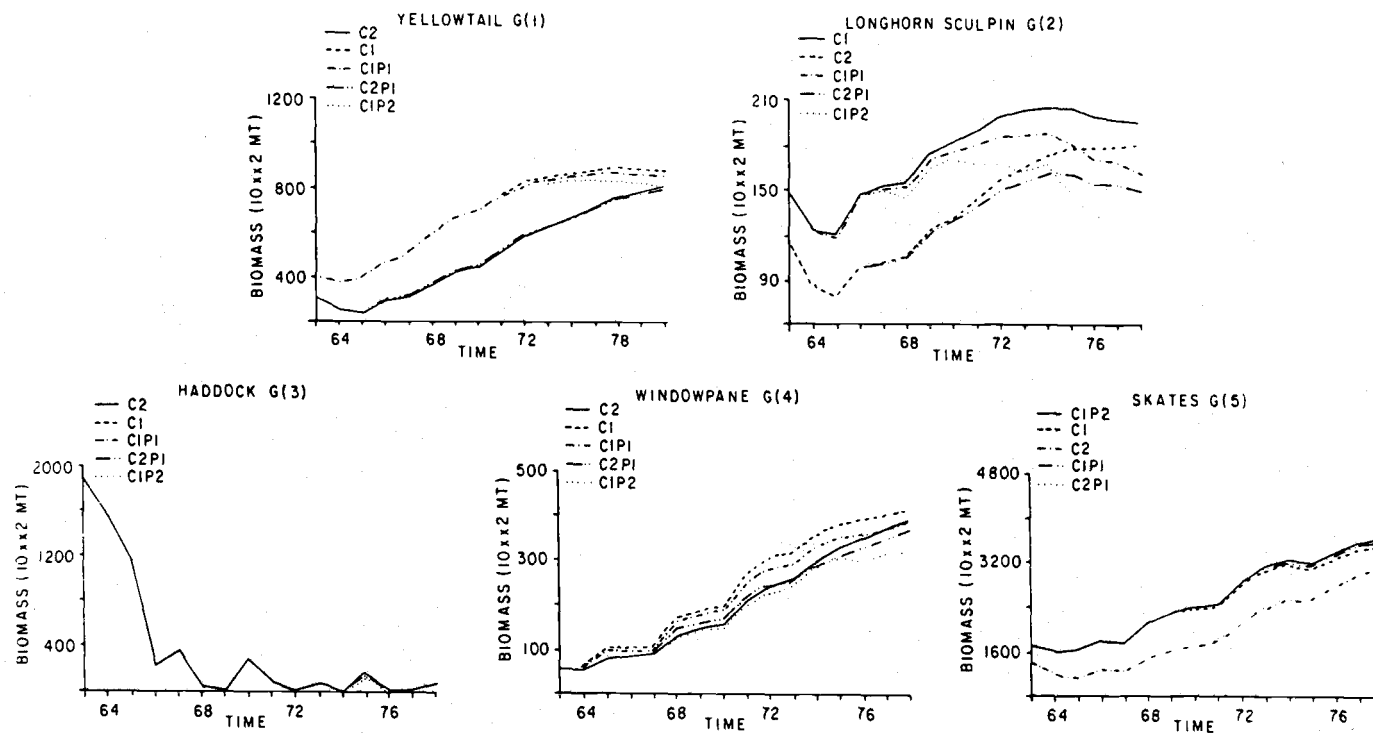 YELLOWTAIL G(1)
C2
C1
C1P1
C2P1
C1P2
BIOMASS (10xx2 MT)
1200
800
400
64
68
72
78
TIME
LONGHORN SCULPIN G(2)
C1
C2
C1P1
C2P1
C1P2
BIOMASS (10xx2 MT)
210
150
90
64
68
72
76
TIME
HADDOCK G(3)
C2
C1
C1P1
C2P1
C1P2
BIOMASS (10xx2 MT)
2000
1200
400
64
68
72
76
TIME
WINDOWPANE G(4)
C2
C1
C1P1
C2P1
C1P2
BIOMASS (10xx2 MT)
500
300
100
64
68
72
76
TIME
SKATES G(5)
C1P2
C1
C2
C1P1
C2P1
BIOMASS (10xx2 MT)
4800
3200
1600
64
68
72
76
TIME